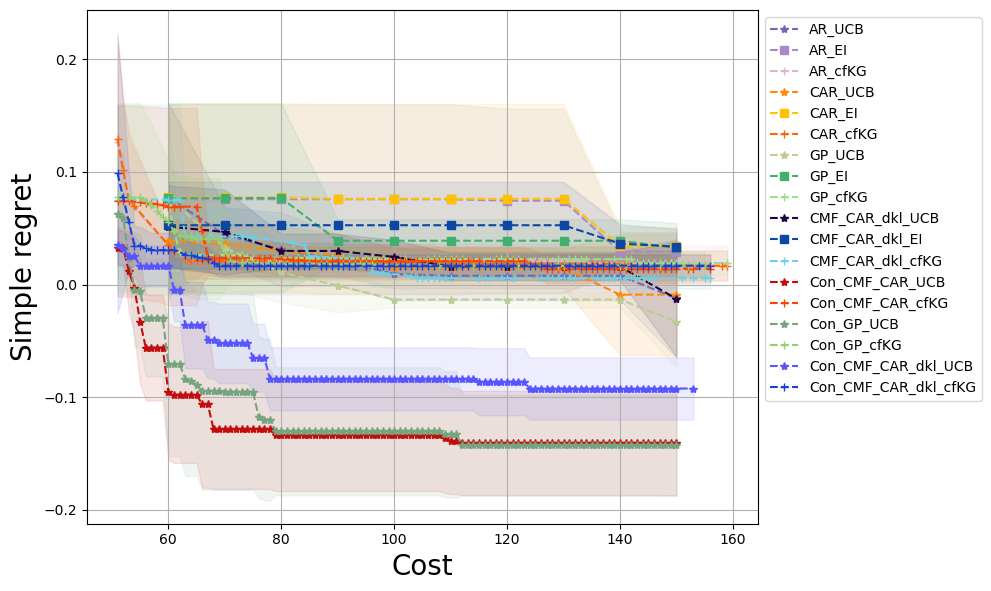 0.2
0.1
0.0
−0.1
−0.2
Simple regret
60 80 100 120 140 160
Cost
AR_UCB
AR_EI
AR_cfKG
CAR_UCB
CAR_EI
CAR_cfKG
GP_UCB
GP_EI
GP_cfKG
CMF_CAR_dkl_UCB
CMF_CAR_dkl_EI
CMF_CAR_dkl_cfKG
Con_CMF_CAR_UCB
Con_CMF_CAR_cfKG
Con_GP_UCB
Con_GP_cfKG
Con_CMF_CAR_dkl_UCB
Con_CMF_CAR_dkl_cfKG